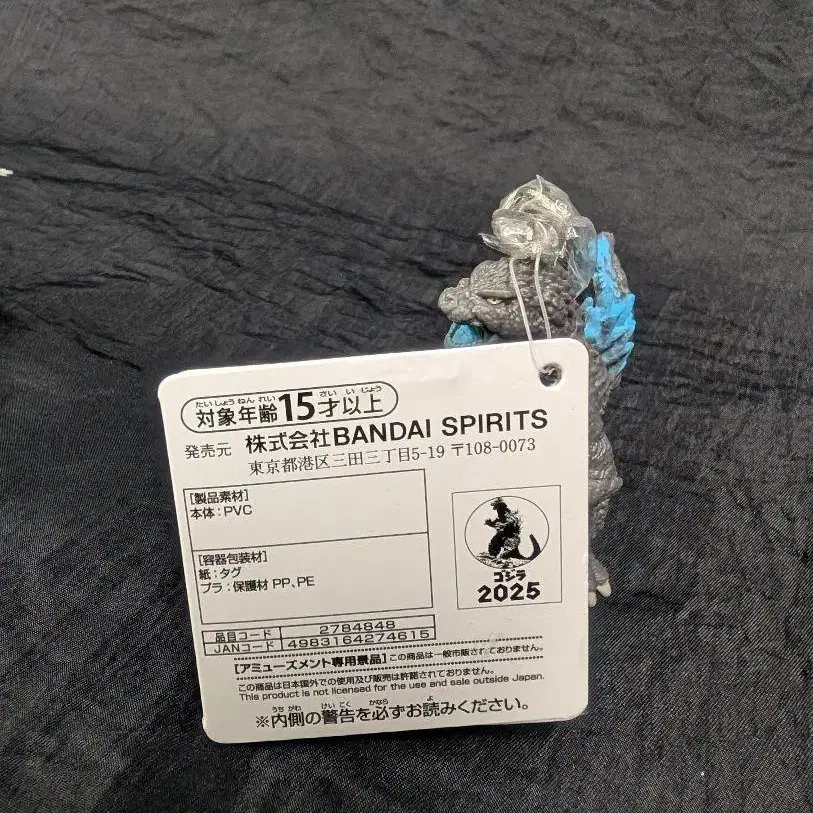 たいしょうねんれい さい いじょう
対象年齢15才以上
発売元 株式会社BANDAI SPIRITS
東京都港区三田三丁目5-19 〒108-0073
[製品素材]
本体:PVC
[容器包装材]
紙:タグ
プラ:保護材 PP、PE
品目コード 2784848
JANコード 4983164274615
ゴジラ
2025
[アミューズメント専用景品] この商品は一般市販されておりません。
この商品は日本国外での使用及び販売は許諾されておりません。
This product is not licensed for the use and sale outside Japan.
うちがわ けいこく かなら よ
※内側の警告を必ずお読みください。